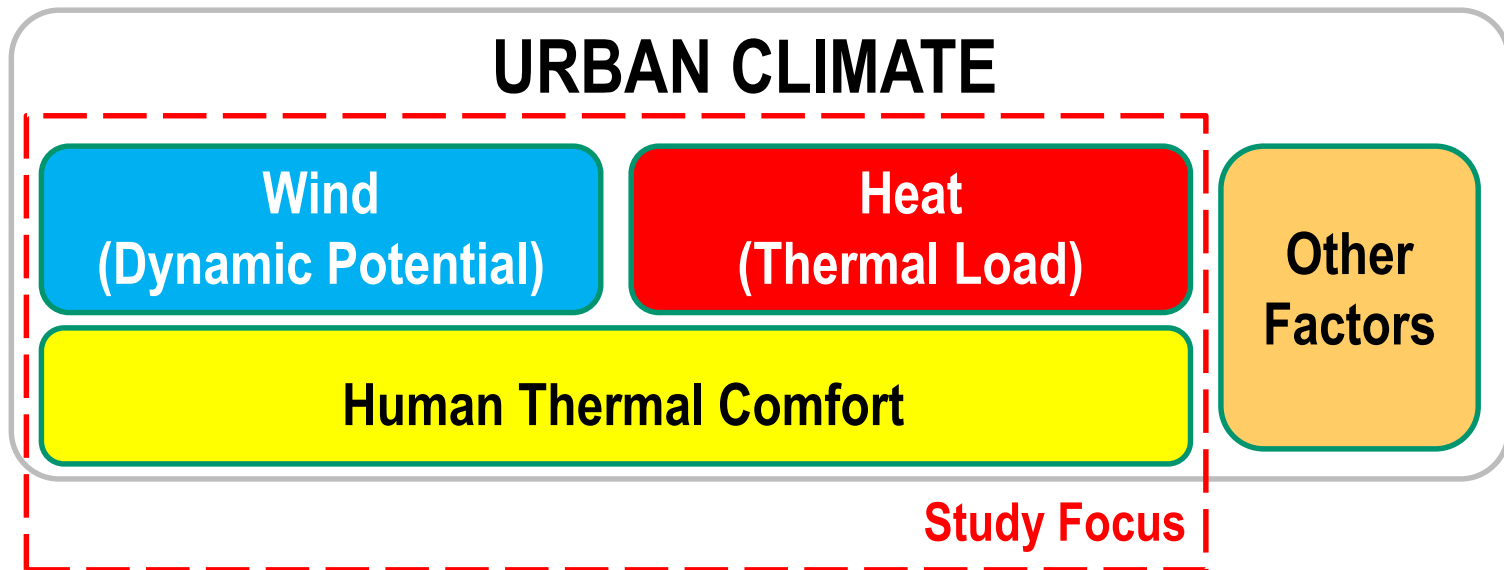 URBAN CLIMATE
Wind
(Dynamic Potential)
Heat
(Thermal Load)
Other
Factors
Human Thermal Comfort
Study Focus